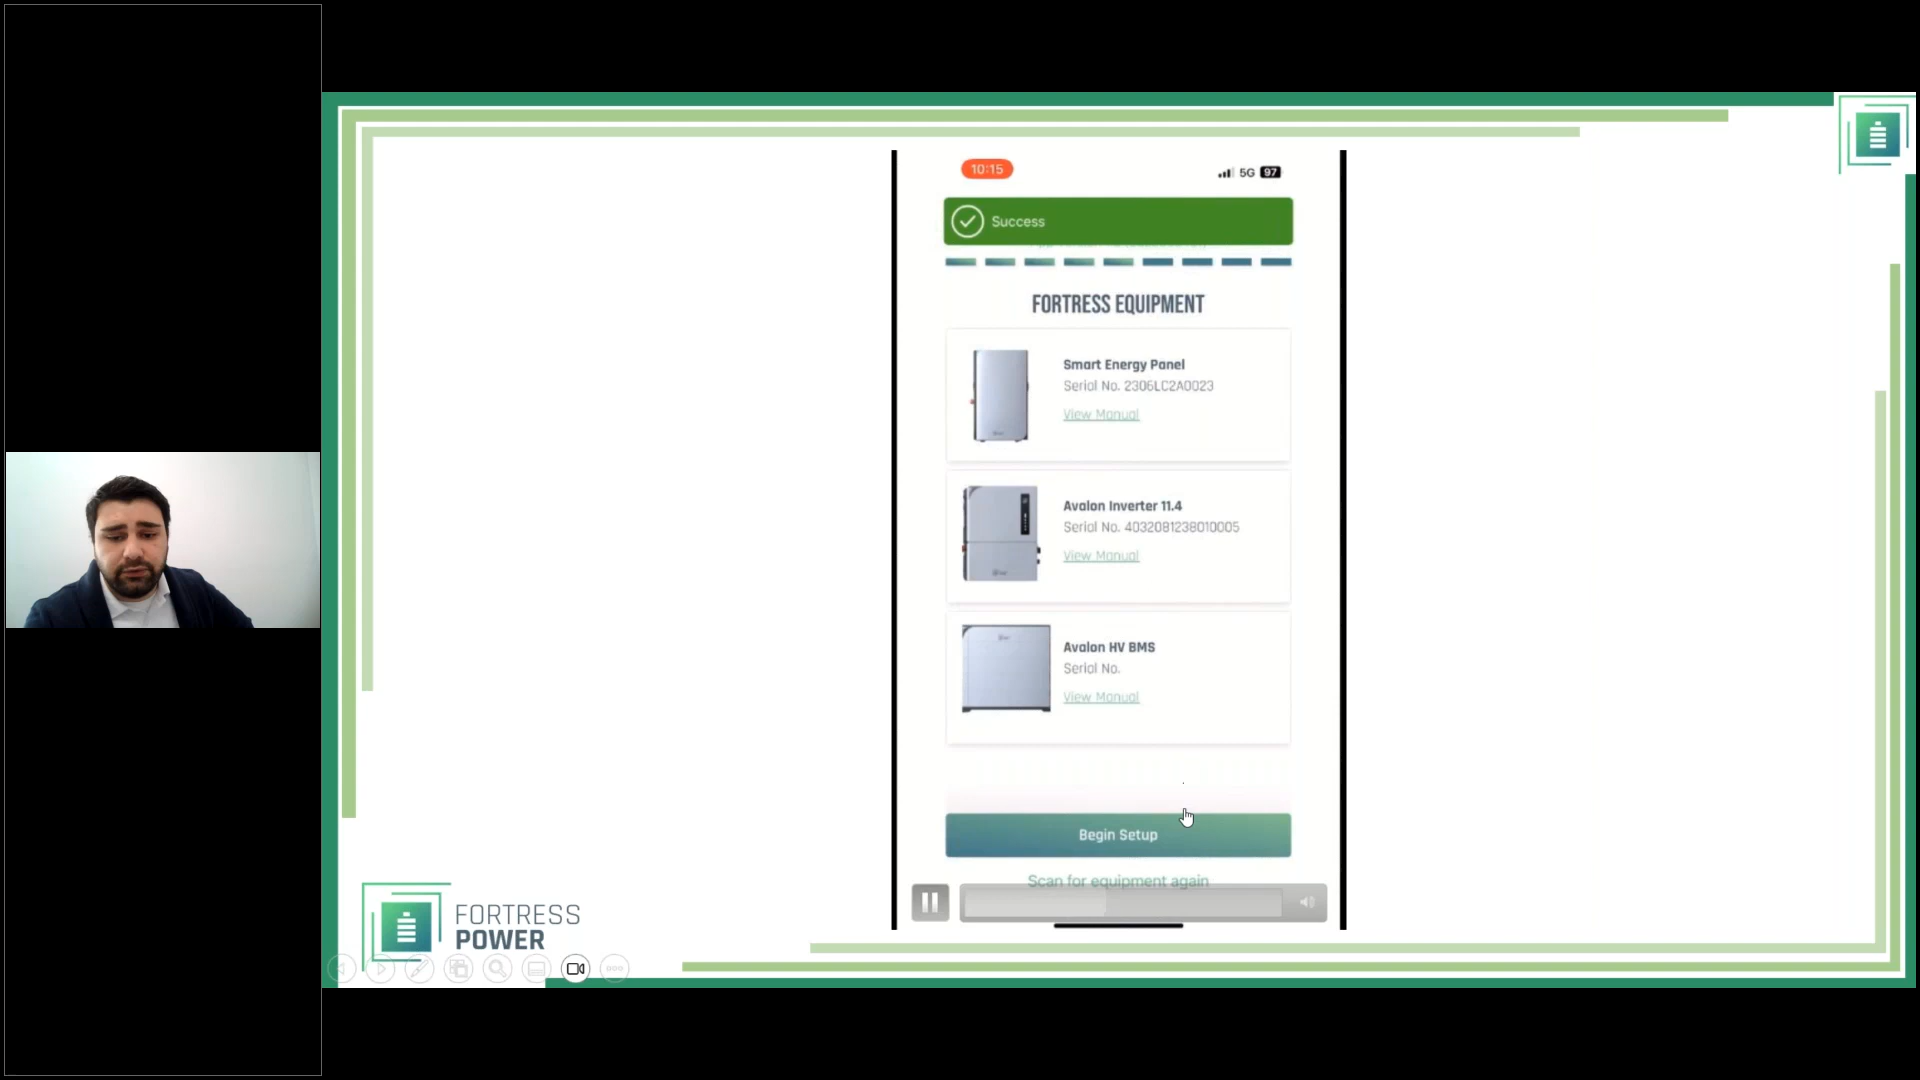 10:15
5G 97
Success
FORTRESS EQUIPMENT
Smart Energy Panel
Serial No. 2306LC2A0023
View Manual
Avalon Inverter 11.4
Serial No. 4032081238010005
View Manual
Avalon HV BMS
Serial No.
View Manual
Begin Setup
Scan for equipment again
FORTRESS
POWER